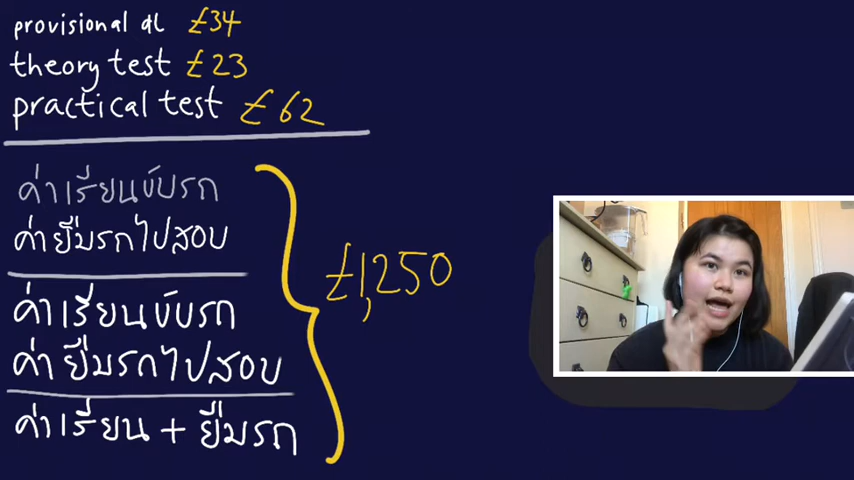 provisional dl £34
theory test £23
practical test £62
ค่าเรียนขับรถ
ค่ายืมรถไปสอบ
ค่าเรียนขับรถ
ค่ายืมรถไปสอบ
ค่าเรียน + ยืมรถ
£1,250